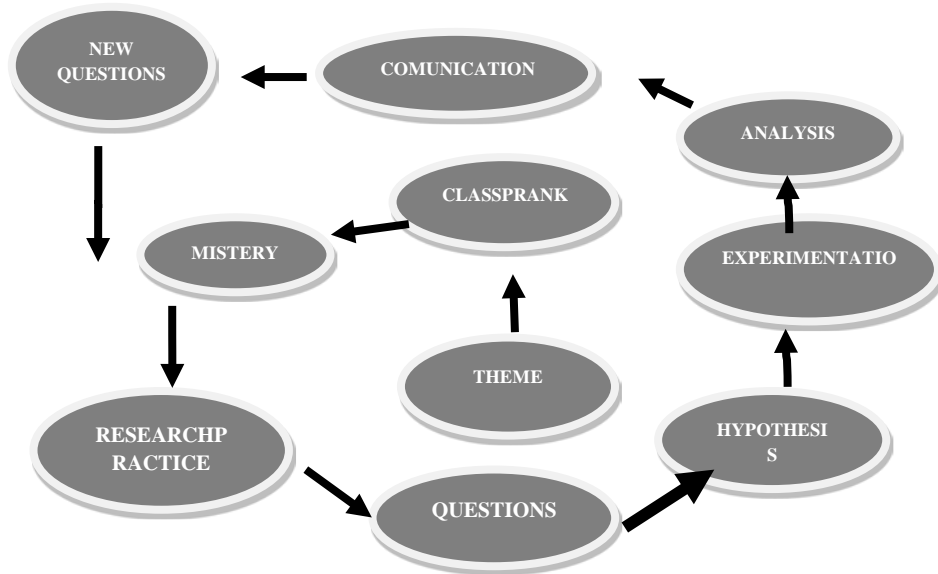 NEW
QUESTIONS
COMUNICATION
ANALYSIS
CLASSPRANK
MISTERY
EXPERIMENTATIO
THEME
RESEARCHP
RACTICE
HYPOTHESI
S
QUESTIONS